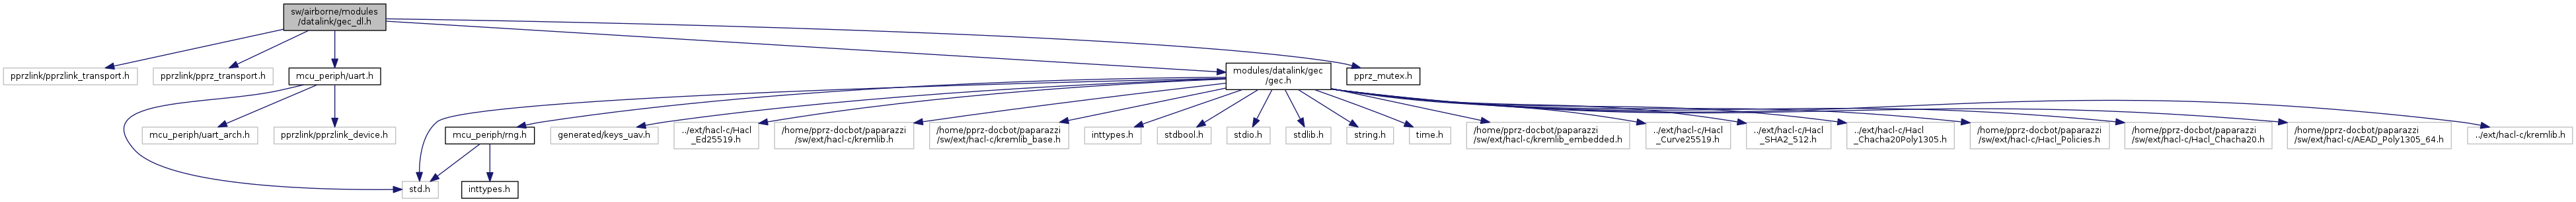 sw/airborne/modules
/datalink/gec_dl.h
pprzlink/pprzlink_transport.h
pprzlink/pprz_transport.h
mcu_periph/uart.h
modules/datalink/gec
/gec.h
pprz_mutex.h
mcu_periph/uart_arch.h
pprzlink/pprzlink_device.h
mcu_periph/rng.h
generated/keys_uav.h
../ext/hacl-c/Hacl
_Ed25519.h
/home/pprz-docbot/paparazzi
/sw/ext/hacl-c/kremlib.h
/home/pprz-docbot/paparazzi
/sw/ext/hacl-c/kremlib_base.h
inttypes.h
stdbool.h
stdio.h
stdlib.h
string.h
time.h
/home/pprz-docbot/paparazzi
/sw/ext/hacl-c/kremlib_embedded.h
../ext/hacl-c/Hacl
_Curve25519.h
../ext/hacl-c/Hacl
_SHA2_512.h
../ext/hacl-c/Hacl
_Chacha20Poly1305.h
/home/pprz-docbot/paparazzi
/sw/ext/hacl-c/Hacl_Policies.h
/home/pprz-docbot/paparazzi
/sw/ext/hacl-c/Hacl_Chacha20.h
/home/pprz-docbot/paparazzi
/sw/ext/hacl-c/AEAD_Poly1305_64.h
../ext/hacl-c/kremlib.h
std.h
inttypes.h